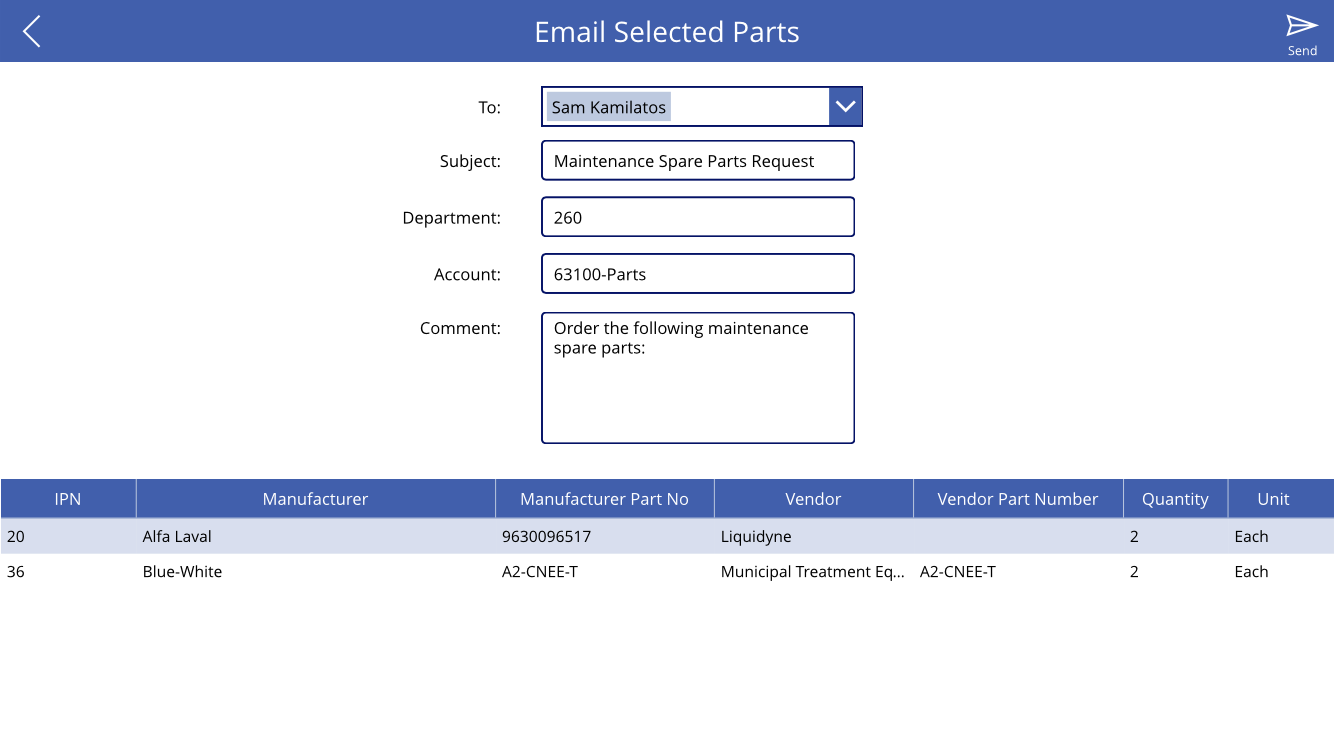 Email Selected Parts
Send
To: Sam Kamilatos
Subject: Maintenance Spare Parts Request
Department: 260
Account: 63100-Parts
Comment: Order the following maintenance
spare parts:
IPN Manufacturer Manufacturer Part No Vendor Vendor Part Number Quantity Unit
20 Alfa Laval 9630096517 Liquidyne 2 Each
36 Blue-White A2-CNEE-T Municipal Treatment Eq... A2-CNEE-T 2 Each